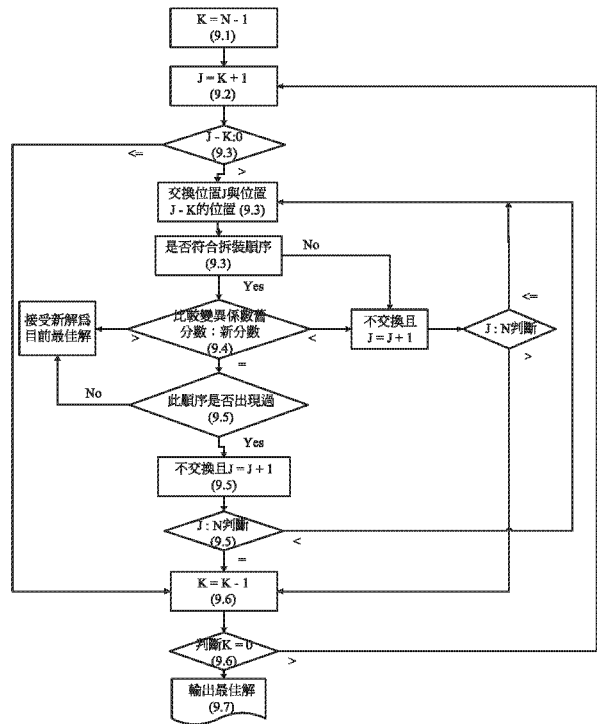 K = N - 1
(9.1)
J = K + 1
(9.2)
J - K:0
(9.3)
<=
>
交換位置J與位置
J - K的位置 (9.3)
是否符合拆裝順序
(9.3)
No
Yes
接受新解為
目前最佳解
比較變異係數舊
分數：新分數
(9.4)
>
<
=
不交換且
J = J + 1
J : N判斷
<=
>
此順序是否出現過
(9.5)
No
Yes
不交換且J = J + 1
(9.5)
J : N判斷
(9.5)
<
=
K = K - 1
(9.6)
判斷K = 0
(9.6)
>
輸出最佳解
(9.7)